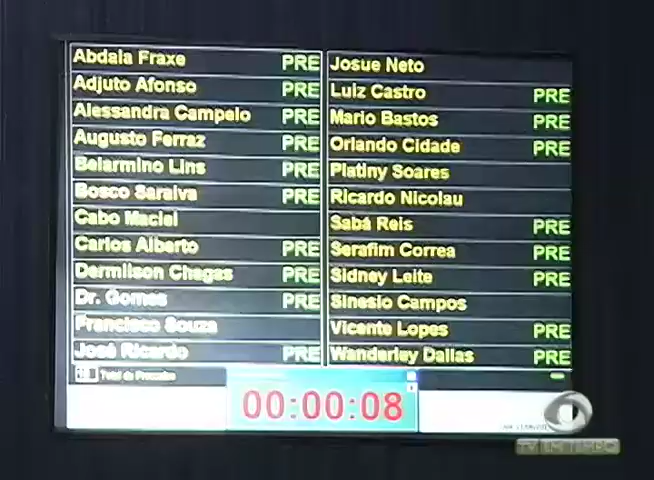 Abdala Fraxe PRE
Adjuto Afonso PRE
Alessandra Campelo PRE
Augusto Ferraz PRE
Belarmino Lins PRE
Bosco Saraiva PRE
Cabo Maciel
Carlos Alberto PRE
Dermilson Chagas PRE
Dr. Gomes PRE
Francisco Souza
José Ricardo PRE
Josue Neto
Luiz Castro PRE
Mario Bastos PRE
Orlando Cidade PRE
Platiny Soares
Ricardo Nicolau
Sabá Reis PRE
Serafim Correa PRE
Sidney Leite PRE
Sinesio Campos
Vicente Lopes PRE
Wanderley Dallas PRE
Total de Presentes
00:00:08